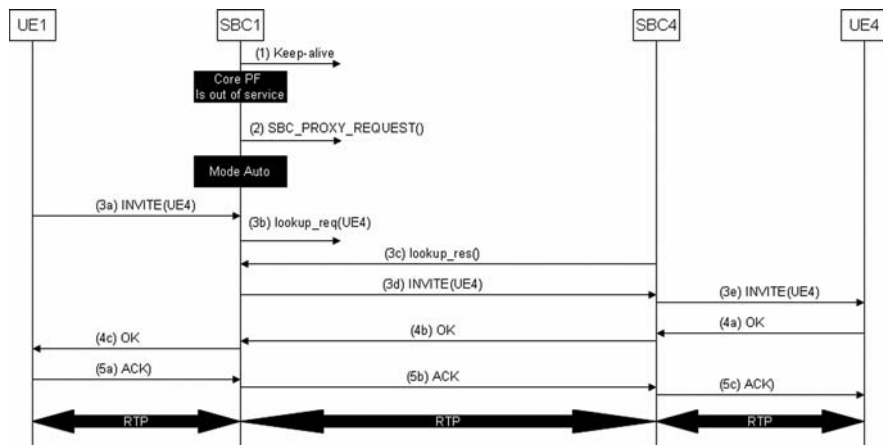 UE1
SBC1
SBC4
UE4
(1) Keep-alive
Core PF
Is out of service
(2) SBC_PROXY_REQUEST()
Mode Auto
(3a) INVITE(UE4)
(3b) lookup_req(UE4)
(3c) lookup_res()
(3d) INVITE(UE4)
(3e) INVITE(UE4)
(4a) OK
(4b) OK
(4c) OK
(5a) ACK)
(5b) ACK
(5c) ACK)
RTP
RTP
RTP